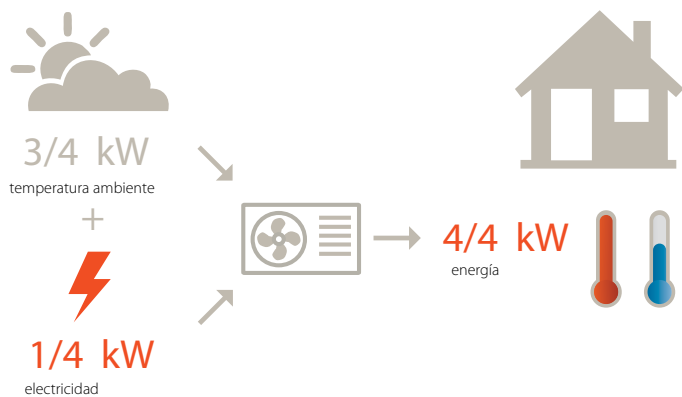 3/4 kW
temperatura ambiente
+
1/4 kW
electricidad
4/4 kW
energía